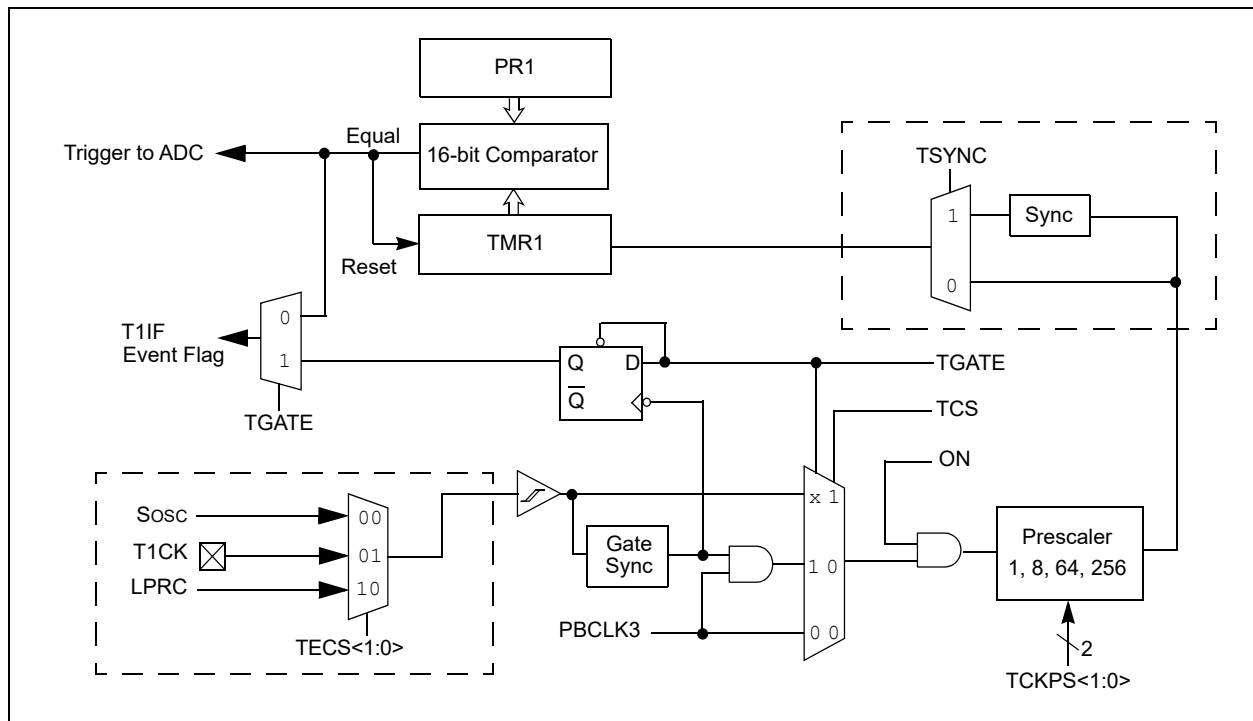 PR1
Equal
Trigger to ADC
16-bit Comparator
TSYNC
1
Sync
TMR1
Reset
0
T1IF
Event Flag
0
1
TGATE
Q
D
Q̅
TGATE
TCS
ON
SOSC
00
T1CK
01
LPRC
10
TECS<1:0>
Gate
Sync
x 1
1 0
0 0
PBCLK3
Prescaler
1, 8, 64, 256
2
TCKPS<1:0>